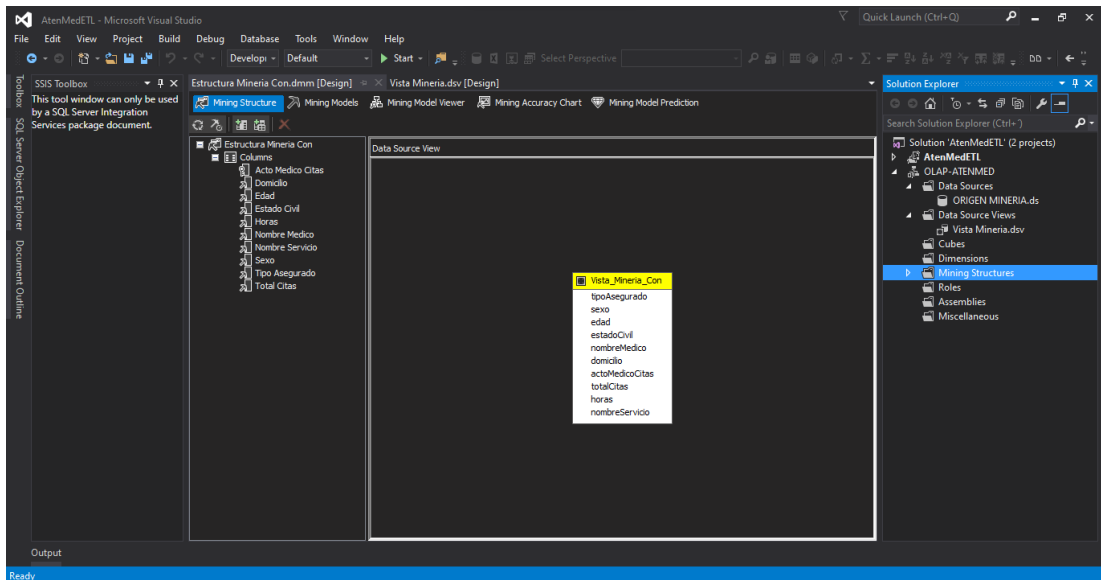 AtenMedETL - Microsoft Visual Studio
Quick Launch (Ctrl+Q)
File Edit View Project Build Debug Database Tools Window Help
Developi Default Start Select Perspective DD
Toolbox
SQL Server Object Explorer
Document Outline
SSIS Toolbox
This tool window can only be used
by a SQL Server Integration
Services package document.
Estructura Mineria Con.dmm [Design] Vista Mineria.dsv [Design]
Mining Structure Mining Models Mining Model Viewer Mining Accuracy Chart Mining Model Prediction
Estructura Mineria Con
Columns
Acto Medico Citas
Domicilio
Edad
Estado Civil
Horas
Nombre Medico
Nombre Servicio
Sexo
Tipo Asegurado
Total Citas
Data Source View
Vista_Mineria_Con
tipoAsegurado
sexo
edad
estadoCivil
nombreMedico
domicilio
actoMedicoCitas
totalCitas
horas
nombreServicio
Solution Explorer
Search Solution Explorer (Ctrl+´)
Solution 'AtenMedETL' (2 projects)
AtenMedETL
OLAP-ATENMED
Data Sources
ORIGEN MINERIA.ds
Data Source Views
Vista Mineria.dsv
Cubes
Dimensions
Mining Structures
Roles
Assemblies
Miscellaneous
Output
Ready